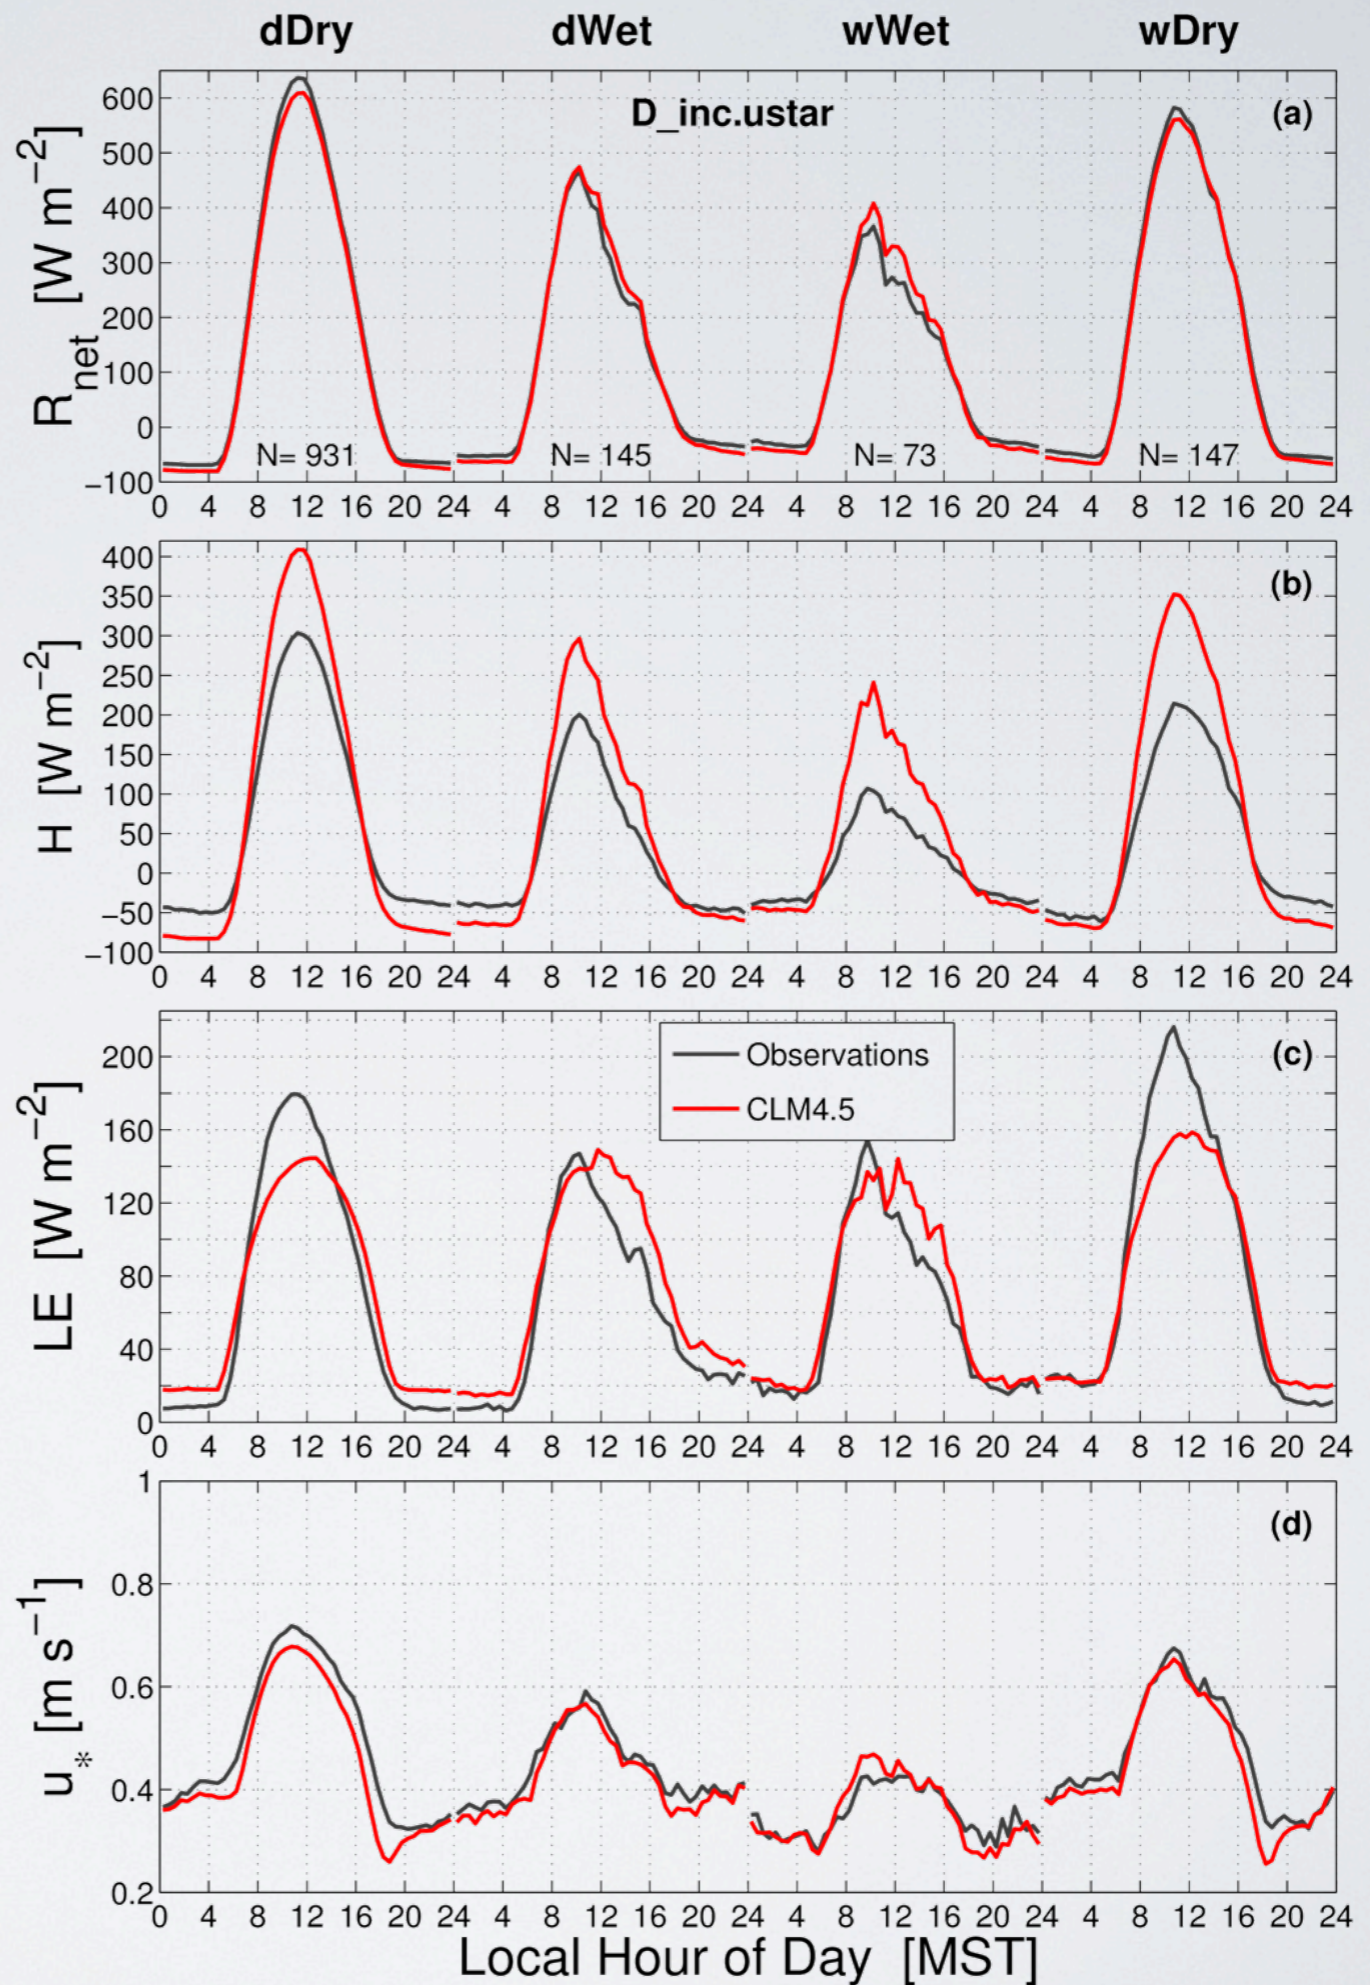 dDry dWet wWet wDry
D_inc.ustar (a)
R_net [W m^−2]
600
500
400
300
200
100
0
−100
N= 931 N= 145 N= 73 N= 147
0 4 8 12 16 20 24 4 8 12 16 20 24 4 8 12 16 20 24 4 8 12 16 20 24
(b)
H [W m^−2]
400
350
300
250
200
150
100
50
0
−50
−100
0 4 8 12 16 20 24 4 8 12 16 20 24 4 8 12 16 20 24 4 8 12 16 20 24
(c)
Observations
CLM4.5
LE [W m^−2]
200
160
120
80
40
0
0 4 8 12 16 20 24 4 8 12 16 20 24 4 8 12 16 20 24 4 8 12 16 20 24
(d)
u_* [m s^−1]
1
0.8
0.6
0.4
0.2
0 4 8 12 16 20 24 4 8 12 16 20 24 4 8 12 16 20 24 4 8 12 16 20 24
Local Hour of Day [MST]